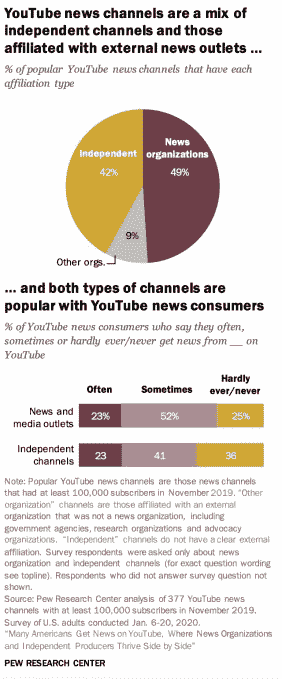 YouTube news channels are a mix of
independent channels and those
affiliated with external news outlets ...
% of popular YouTube news channels that have each
affiliation type
News
organizations
49%
Independent
42%
9%
Other orgs.
... and both types of channels are
popular with YouTube news consumers
% of YouTube news consumers who say they often,
sometimes or hardly ever/never get news from __ on
YouTube
Often Sometimes Hardly
ever/never
News and
media outlets 23% 52% 25%
Independent
channels 23 41 36
Note: Popular YouTube news channels are those news channels
that had at least 100,000 subscribers in November 2019. “Other
organization” channels are those affiliated with an external
organization that was not a news organization, including
government agencies, research organizations and advocacy
organizations. “Independent” channels do not have a clear external
affiliation. Survey respondents were asked only about news
organization and independent channels (for exact question wording
see topline). Respondents who did not answer survey question not
shown.
Source: Pew Research Center analysis of 377 YouTube news
channels with at least 100,000 subscribers in November 2019.
Survey of U.S. adults conducted Jan. 6-20, 2020.
“Many Americans Get News on YouTube, Where News Organizations
and Independent Producers Thrive Side by Side”
PEW RESEARCH CENTER